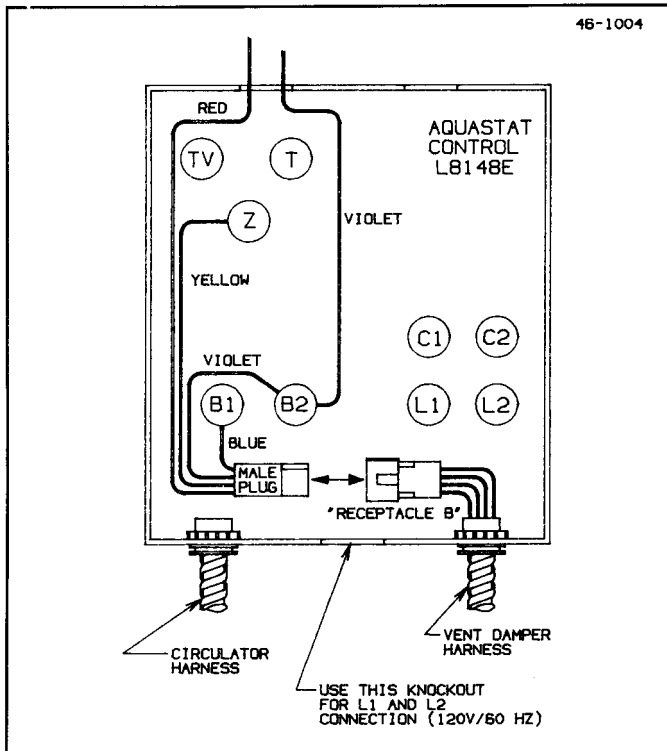 46-1004
RED
AQUASTAT
CONTROL
L8148E
TV
T
Z
VIOLET
YELLOW
C1
C2
VIOLET
B1
B2
L1
L2
BLUE
MALE
PLUG
"RECEPTACLE B"
CIRCULATOR
HARNESS
VENT DAMPER
HARNESS
USE THIS KNOCKOUT
FOR L1 AND L2
CONNECTION (120V/60 HZ)